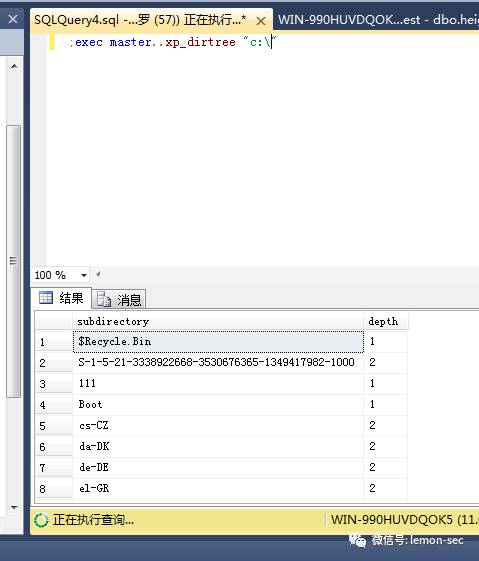 SQLQuery4.sql -...罗 (57)) 正在执行...*
WIN-990HUVDQOK...est - dbo.hei
;exec master..xp_dirtree "c:\"
100 %
结果
消息
subdirectory depth
1 $Recycle.Bin 1
2 S-1-5-21-3338922668-3530676365-1349417982-1000 2
3 111 1
4 Boot 1
5 cs-CZ 2
6 da-DK 2
7 de-DE 2
8 el-GR 2
正在执行查询...
WIN-990HUVDQOK5 (11.
微信号: lemon-sec